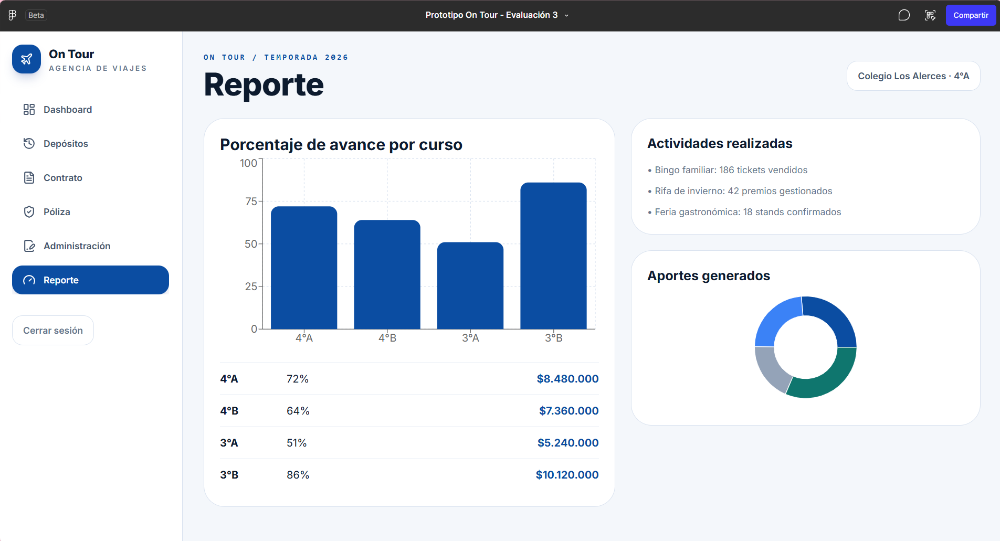 Beta
Prototipo On Tour - Evaluación 3
Compartir
On Tour
AGENCIA DE VIAJES
Dashboard
Depósitos
Contrato
Póliza
Administración
Reporte
Cerrar sesión
ON TOUR / TEMPORADA 2026
Reporte
Colegio Los Alerces · 4°A
Porcentaje de avance por curso
100
75
50
25
0
4°A 4°B 3°A 3°B
4°A 72% $8.480.000
4°B 64% $7.360.000
3°A 51% $5.240.000
3°B 86% $10.120.000
Actividades realizadas
• Bingo familiar: 186 tickets vendidos
• Rifa de invierno: 42 premios gestionados
• Feria gastronómica: 18 stands confirmados
Aportes generados